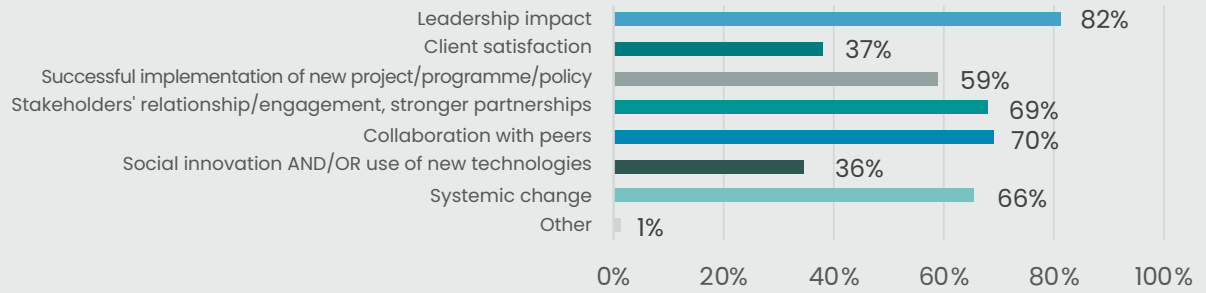 Leadership impact 82%
Client satisfaction 37%
Successful implementation of new project/programme/policy 59%
Stakeholders' relationship/engagement, stronger partnerships 69%
Collaboration with peers 70%
Social innovation AND/OR use of new technologies 36%
Systemic change 66%
Other 1%
0% 20% 40% 60% 80% 100%